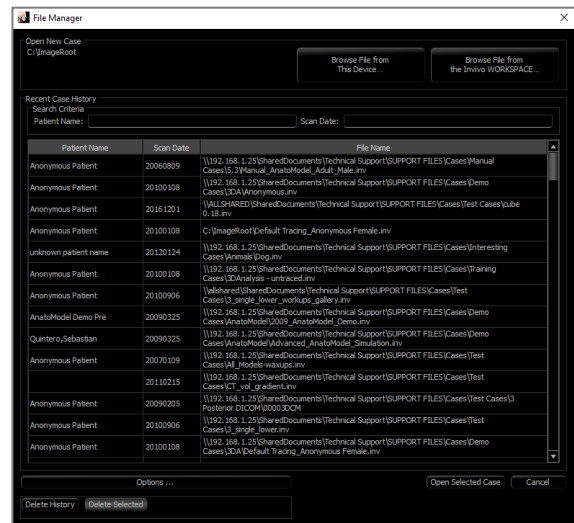 File Manager
Open New Case
C:\ImageRoot
Browse File from
This Device...
Browse File from
the Invivo WORKSPACE...
Recent Case History
Search Criteria
Patient Name:
Scan Date:
Patient Name Scan Date File Name
Anonymous Patient 20060809 \\192.168.1.25\SharedDocuments\Technical Support\SUPPORT FILES\Cases\Manual
Cases\5.3\Manual_AnatoModel_Adult_Male.inv
Anonymous Patient 20100108 \\192.168.1.25\SharedDocuments\Technical Support\SUPPORT FILES\Cases\Demo
Cases\3DA\Anonymous.inv
Anonymous Patient 20161201 \\ALLSHARED\SharedDocuments\Technical Support\SUPPORT FILES\Cases\Test Cases\cube
0.18.inv
Anonymous Patient 20100108 C:\ImageRoot\Default Tracing_Anonymous Female.inv
unknown patient name 20120124 \\192.168.1.25\SharedDocuments\Technical Support\SUPPORT FILES\Cases\Interesting
Cases\Animals\Dog.inv
Anonymous Patient 20100108 \\192.168.1.25\SharedDocuments\Technical Support\SUPPORT FILES\Cases\Training
Cases\3DAnalysis - untraced.inv
Anonymous Patient 20100906 \\allshared\SharedDocuments\Technical Support\SUPPORT FILES\Cases\Test
Cases\3_single_lower_workups_gallery.inv
AnatoModel Demo Pre 20090325 \\192.168.1.25\SharedDocuments\Technical Support\SUPPORT FILES\Cases\Demo
Cases\AnatoModel\2009_AnatoModel_Demo.inv
Quintero,Sebastian 20090325 \\192.168.1.25\SharedDocuments\Technical Support\SUPPORT FILES\Cases\Demo
Cases\AnatoModel\Advanced_AnatoModel_Simulation.inv
Anonymous Patient 20070109 \\192.168.1.25\SharedDocuments\Technical Support\SUPPORT FILES\Cases\Test
Cases\All_Models-waxups.inv
20110215 \\192.168.1.25\SharedDocuments\Technical Support\SUPPORT FILES\Cases\Test
Cases\CT_vol_gradient.inv
Anonymous Patient 20090205 \\192.168.1.25\SharedDocuments\Technical Support\SUPPORT FILES\Cases\Test Cases\3
Posterior DICOM\00003DCM
Anonymous Patient 20100906 \\192.168.1.25\SharedDocuments\Technical Support\SUPPORT FILES\Cases\Test
Cases\3_single_lower.inv
Anonymous Patient 20100108 \\192.168.1.25\SharedDocuments\Technical Support\SUPPORT FILES\Cases\Demo
Cases\3DA\Default Tracing_Anonymous Female.inv
Options ...
Open Selected Case
Cancel
Delete History
Delete Selected